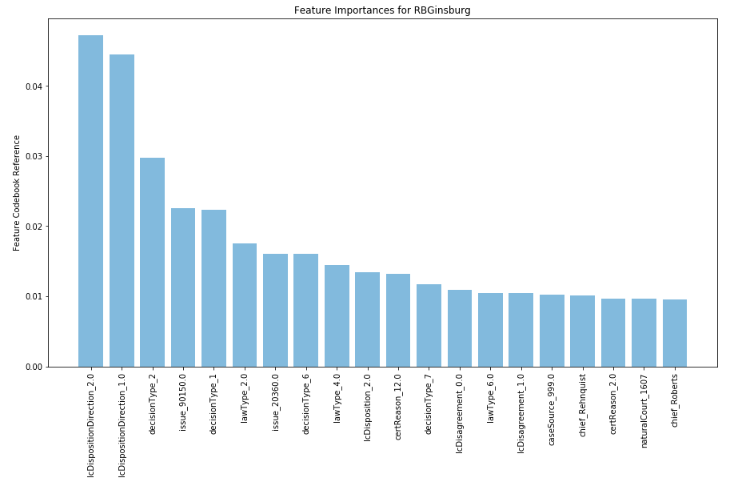 Feature Importances for RBGinsburg
Feature Codebook Reference
0.04
0.03
0.02
0.01
0.00
lcDispositionDirection_2.0
lcDispositionDirection_1.0
decisionType_2
issue_90150.0
decisionType_1
lawType_2.0
issue_20360.0
decisionType_6
lawType_4.0
lcDisposition_2.0
certReason_12.0
decisionType_7
lcDisagreement_0.0
lawType_6.0
lcDisagreement_1.0
caseSource_999.0
chief_Rehnquist
certReason_2.0
naturalCourt_1607
chief_Roberts